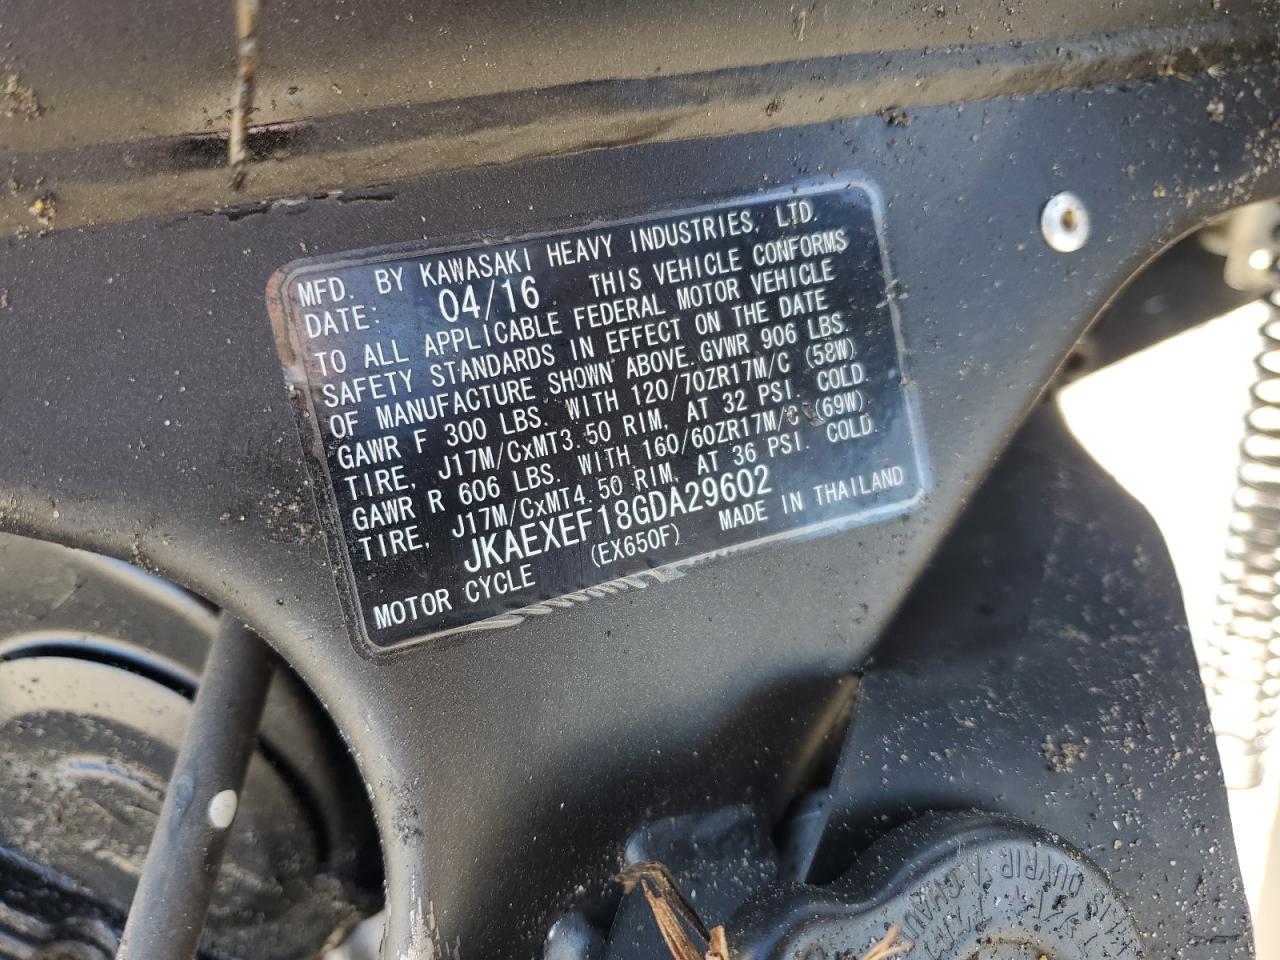 MFD. BY KAWASAKI HEAVY INDUSTRIES, LTD.
DATE: 04/16 THIS VEHICLE CONFORMS
TO ALL APPLICABLE FEDERAL MOTOR VEHICLE
SAFETY STANDARDS IN EFFECT ON THE DATE
OF MANUFACTURE SHOWN ABOVE. GVWR 906 LBS.
GAWR F 300 LBS. WITH 120/70ZR17M/C (58W)
TIRE, J17M/CxMT3.50 RIM, AT 32 PSI. COLD.
GAWR R 606 LBS. WITH 160/60ZR17M/C (69W)
TIRE, J17M/CxMT4.50 RIM, AT 36 PSI. COLD.
JKAEXEF18GDA29602
MOTOR CYCLE (EX650F) MADE IN THAILAND
OUVRIR À CHAU